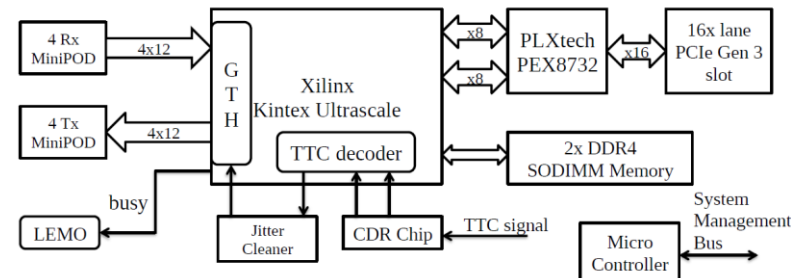 4 Rx
MiniPOD
4x12
G
T
H
Xilinx
Kintex Ultrascale
x8
x8
PLXtech
PEX8732
x16
16x lane
PCIe Gen 3
slot
4 Tx
MiniPOD
4x12
TTC decoder
2x DDR4
SODIMM Memory
busy
LEMO
Jitter
Cleaner
CDR Chip
TTC signal
Micro
Controller
System
Management
Bus